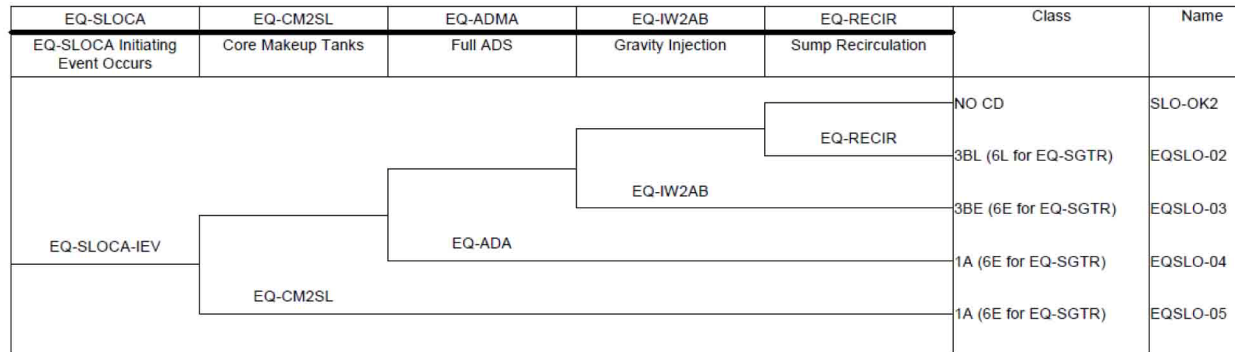 EQ-SLOCA EQ-CM2SL EQ-ADMA EQ-IW2AB EQ-RECIR Class Name
EQ-SLOCA Initiating Core Makeup Tanks Full ADS Gravity Injection Sump Recirculation
Event Occurs
NO CD SLO-OK2
EQ-RECIR
3BL (6L for EQ-SGTR) EQSLO-02
EQ-IW2AB
3BE (6E for EQ-SGTR) EQSLO-03
EQ-SLOCA-IEV EQ-ADA
1A (6E for EQ-SGTR) EQSLO-04
EQ-CM2SL
1A (6E for EQ-SGTR) EQSLO-05